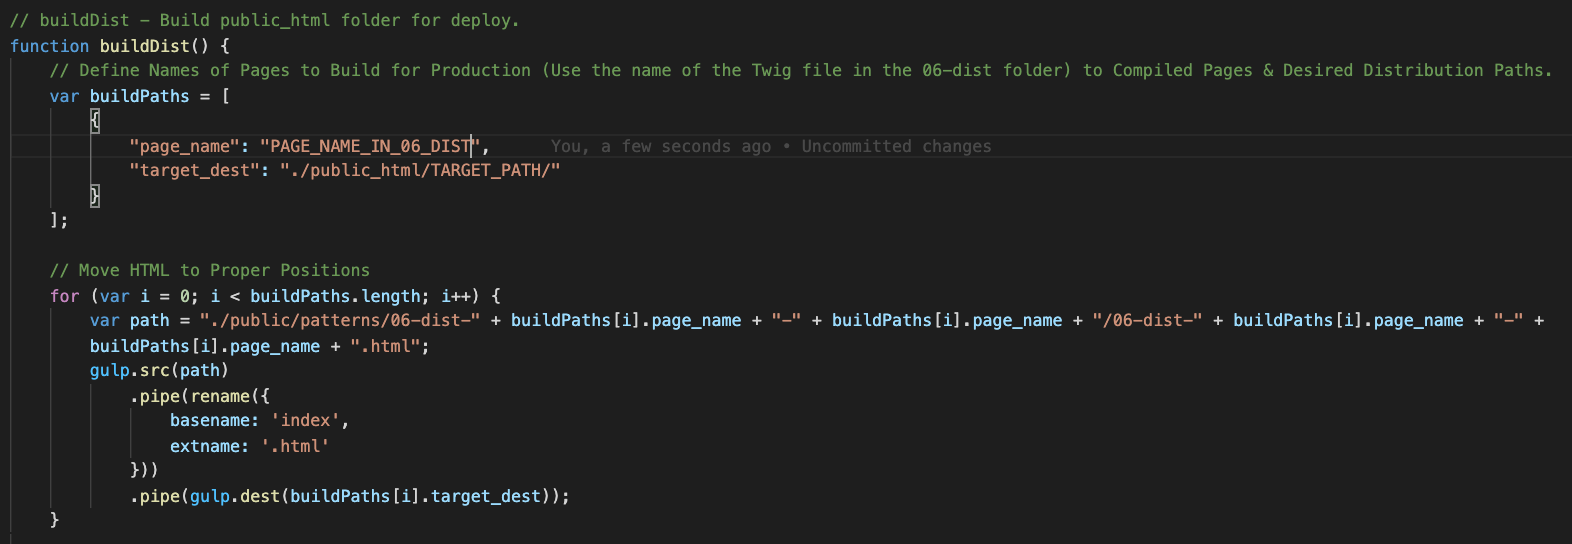 // buildDist – Build public_html folder for deploy.
function buildDist() {
// Define Names of Pages to Build for Production (Use the name of the Twig file in the 06-dist folder) to Compiled Pages & Desired Distribution Paths.
var buildPaths = [
{
"page_name": "PAGE_NAME_IN_06_DIST", You, a few seconds ago • Uncommitted changes
"target_dest": "./public_html/TARGET_PATH/"
}
];
// Move HTML to Proper Positions
for (var i = 0; i < buildPaths.length; i++) {
var path = "./public/patterns/06-dist-" + buildPaths[i].page_name + "-" + buildPaths[i].page_name + "/06-dist-" + buildPaths[i].page_name + "-" +
buildPaths[i].page_name + ".html";
gulp.src(path)
.pipe(rename({
basename: 'index',
extname: '.html'
}))
.pipe(gulp.dest(buildPaths[i].target_dest));
}